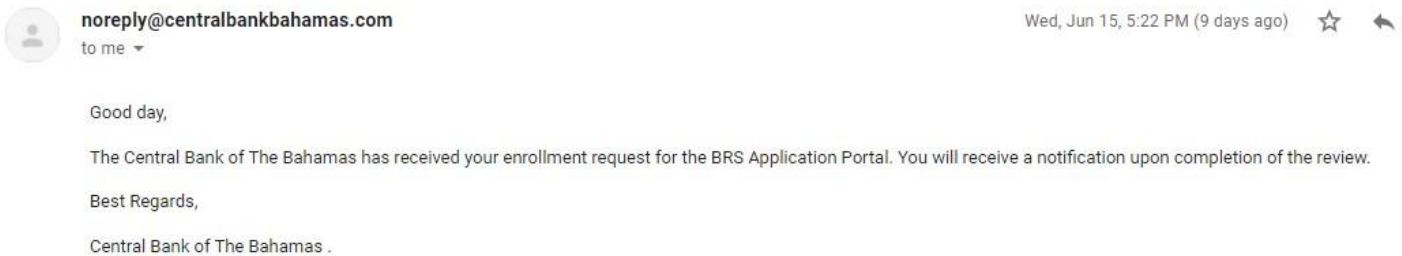 noreply@centralbankbahamas.com
Wed, Jun 15, 5:22 PM (9 days ago)
to me
Good day,
The Central Bank of The Bahamas has received your enrollment request for the BRS Application Portal. You will receive a notification upon completion of the review.
Best Regards,
Central Bank of The Bahamas .